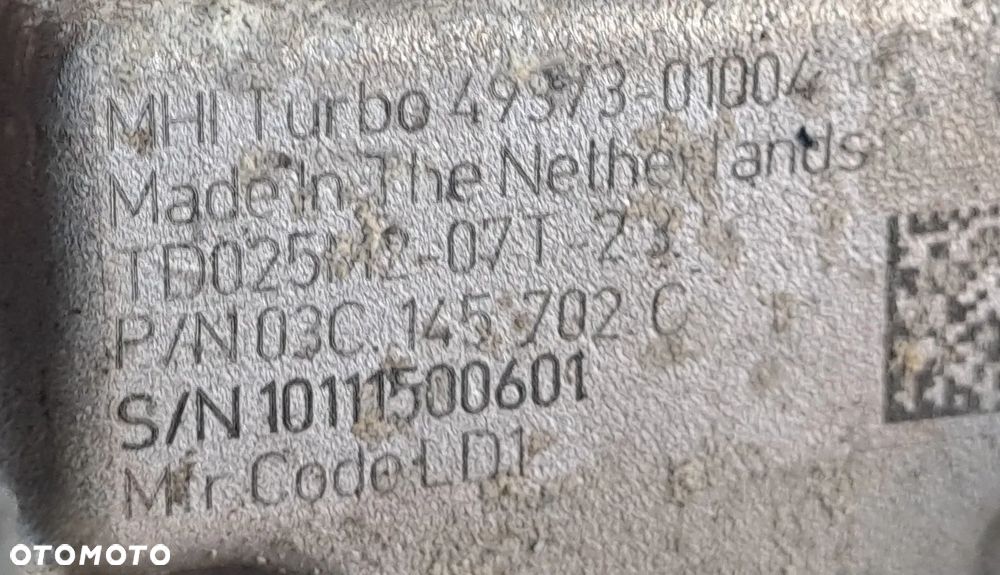 MHI Turbo 49373-01004
Made In The Netherlands
TD025M2-07T-2.3
P/N 03C.145.702 C
S/N 10111500601
Mfr Code LD1
OTOMOTO